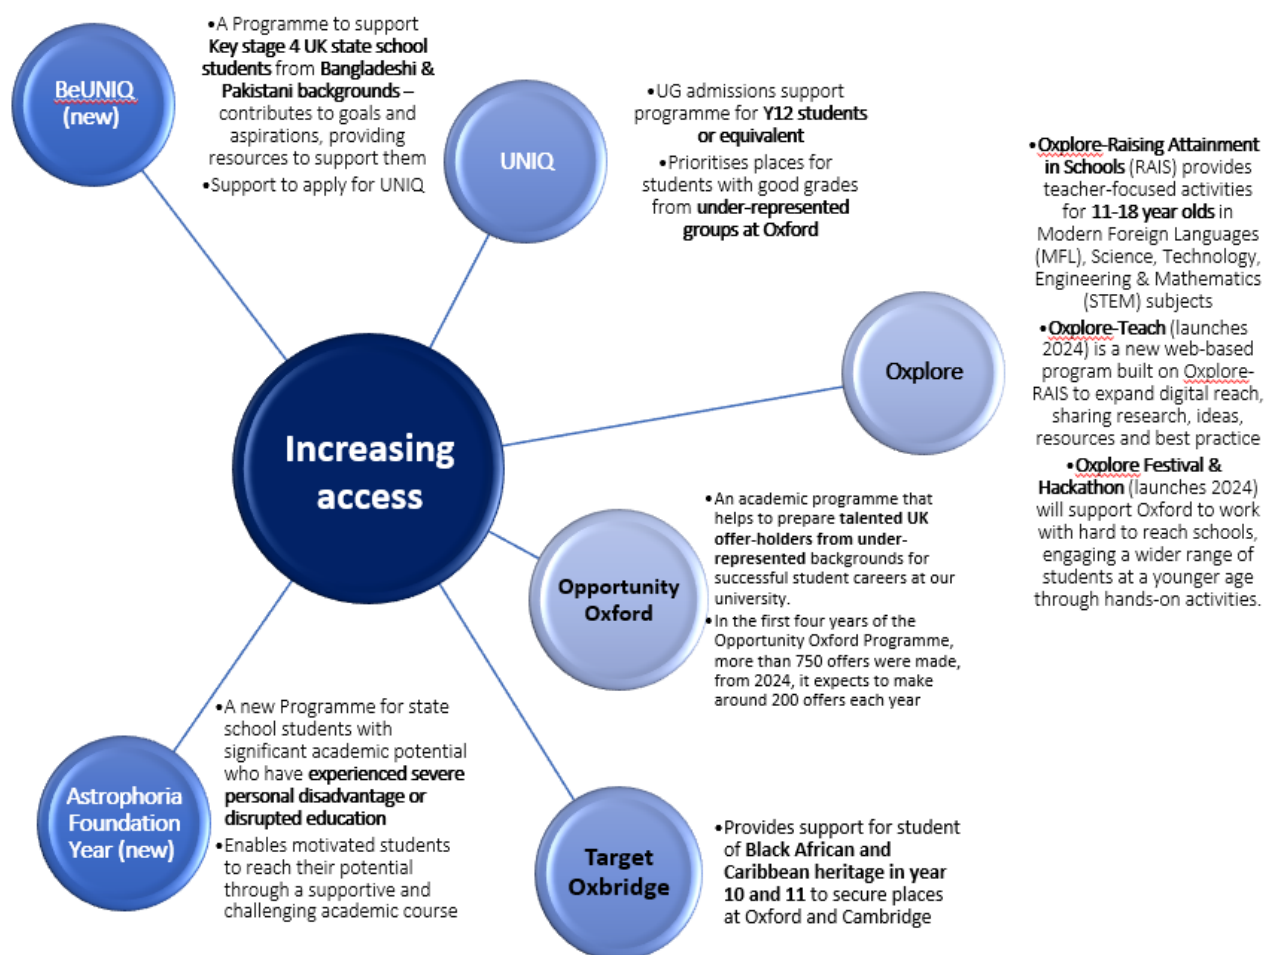 BeUNIQ
(new)
•A Programme to support
Key stage 4 UK state school
students from Bangladeshi &
Pakistani backgrounds –
contributes to goals and
aspirations, providing
resources to support them
•Support to apply for UNIQ
UNIQ
•UG admissions support
programme for Y12 students
or equivalent
•Prioritises places for
students with good grades
from under-represented
groups at Oxford
Oxplore
•Oxplore-Raising Attainment
in Schools (RAIS) provides
teacher-focused activities
for 11-18 year olds in
Modern Foreign Languages
(MFL), Science, Technology,
Engineering & Mathematics
(STEM) subjects
•Oxplore-Teach (launches
2024) is a new web-based
program built on Oxplore-
RAIS to expand digital reach,
sharing research, ideas,
resources and best practice
•Oxplore Festival &
Hackathon (launches 2024)
will support Oxford to work
with hard to reach schools,
engaging a wider range of
students at a younger age
through hands-on activities.
Increasing
access
Opportunity
Oxford
•An academic programme that
helps to prepare talented UK
offer-holders from under-
represented backgrounds for
successful student careers at our
university.
•In the first four years of the
Opportunity Oxford Programme,
more than 750 offers were made,
from 2024, it expects to make
around 200 offers each year
Astrophoria
Foundation
Year (new)
•A new Programme for state
school students with
significant academic potential
who have experienced severe
personal disadvantage or
disrupted education
•Enables motivated students
to reach their potential
through a supportive and
challenging academic course
Target
Oxbridge
•Provides support for student
of Black African and
Caribbean heritage in year
10 and 11 to secure places
at Oxford and Cambridge